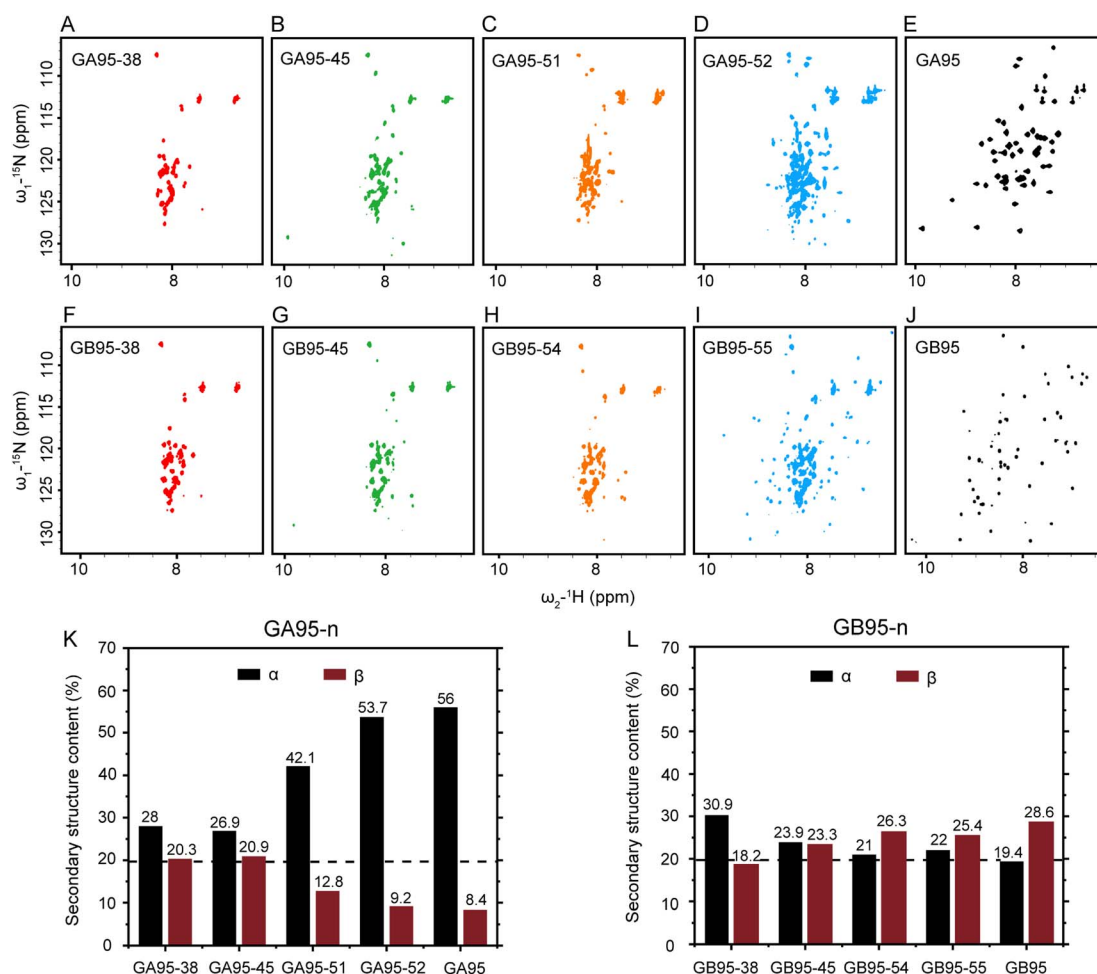 A B C D E
GA95-38 GA95-45 GA95-51 GA95-52 GA95
ω₁-¹⁵N (ppm)
110
115
120
125
130
10 8 10 8 10 8 10 8 10 8
F G H I J
GB95-38 GB95-45 GB95-54 GB95-55 GB95
ω₁-¹⁵N (ppm)
110
115
120
125
130
10 8 10 8 10 8 10 8 10 8
ω₂-¹H (ppm)
K GA95-n
Secondary structure content (%)
70
60
50
40
30
20
10
0
α β
28 20.3 26.9 20.9 42.1 12.8 53.7 9.2 56 8.4
GA95-38 GA95-45 GA95-51 GA95-52 GA95
L GB95-n
Secondary structure content (%)
70
60
50
40
30
20
10
0
α β
30.9 18.2 23.9 23.3 21 26.3 22 25.4 19.4 28.6
GB95-38 GB95-45 GB95-54 GB95-55 GB95